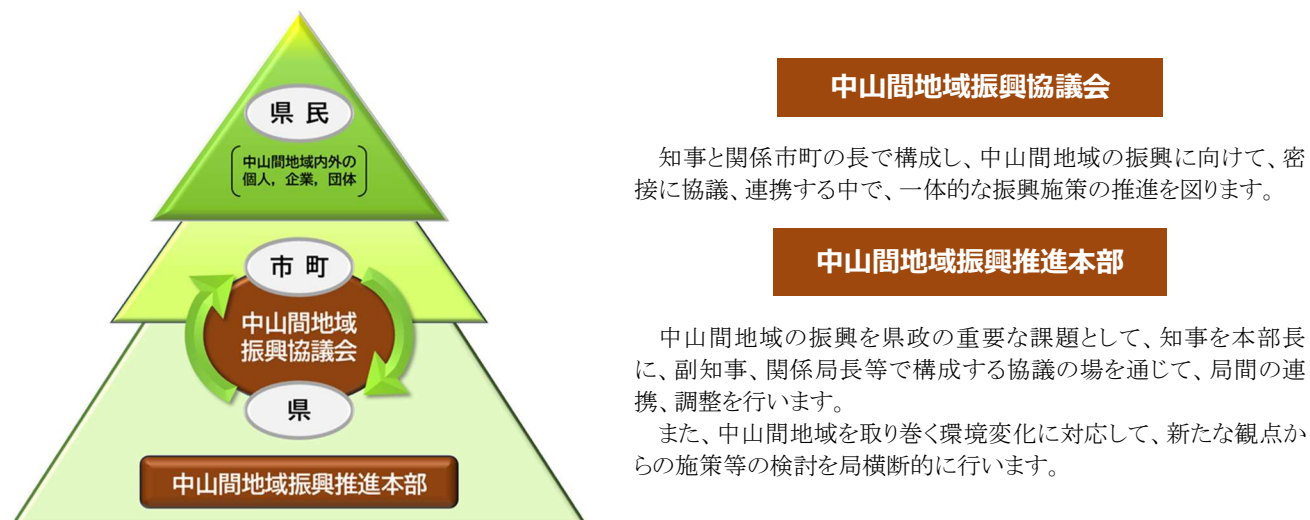 県 民
中山間地域内外の
個人，企業，団体
市 町
中山間地域
振興協議会
県
中山間地域振興推進本部
中山間地域振興協議会
知事と関係市町の長で構成し、中山間地域の振興に向けて、密
接に協議、連携する中で、一体的な振興施策の推進を図ります。
中山間地域振興推進本部
中山間地域の振興を県政の重要な課題として、知事を本部長
に、副知事、関係局長等で構成する協議の場を通じて、局間の連
携、調整を行います。
また、中山間地域を取り巻く環境変化に対応して、新たな観点か
らの施策等の検討を局横断的に行います。